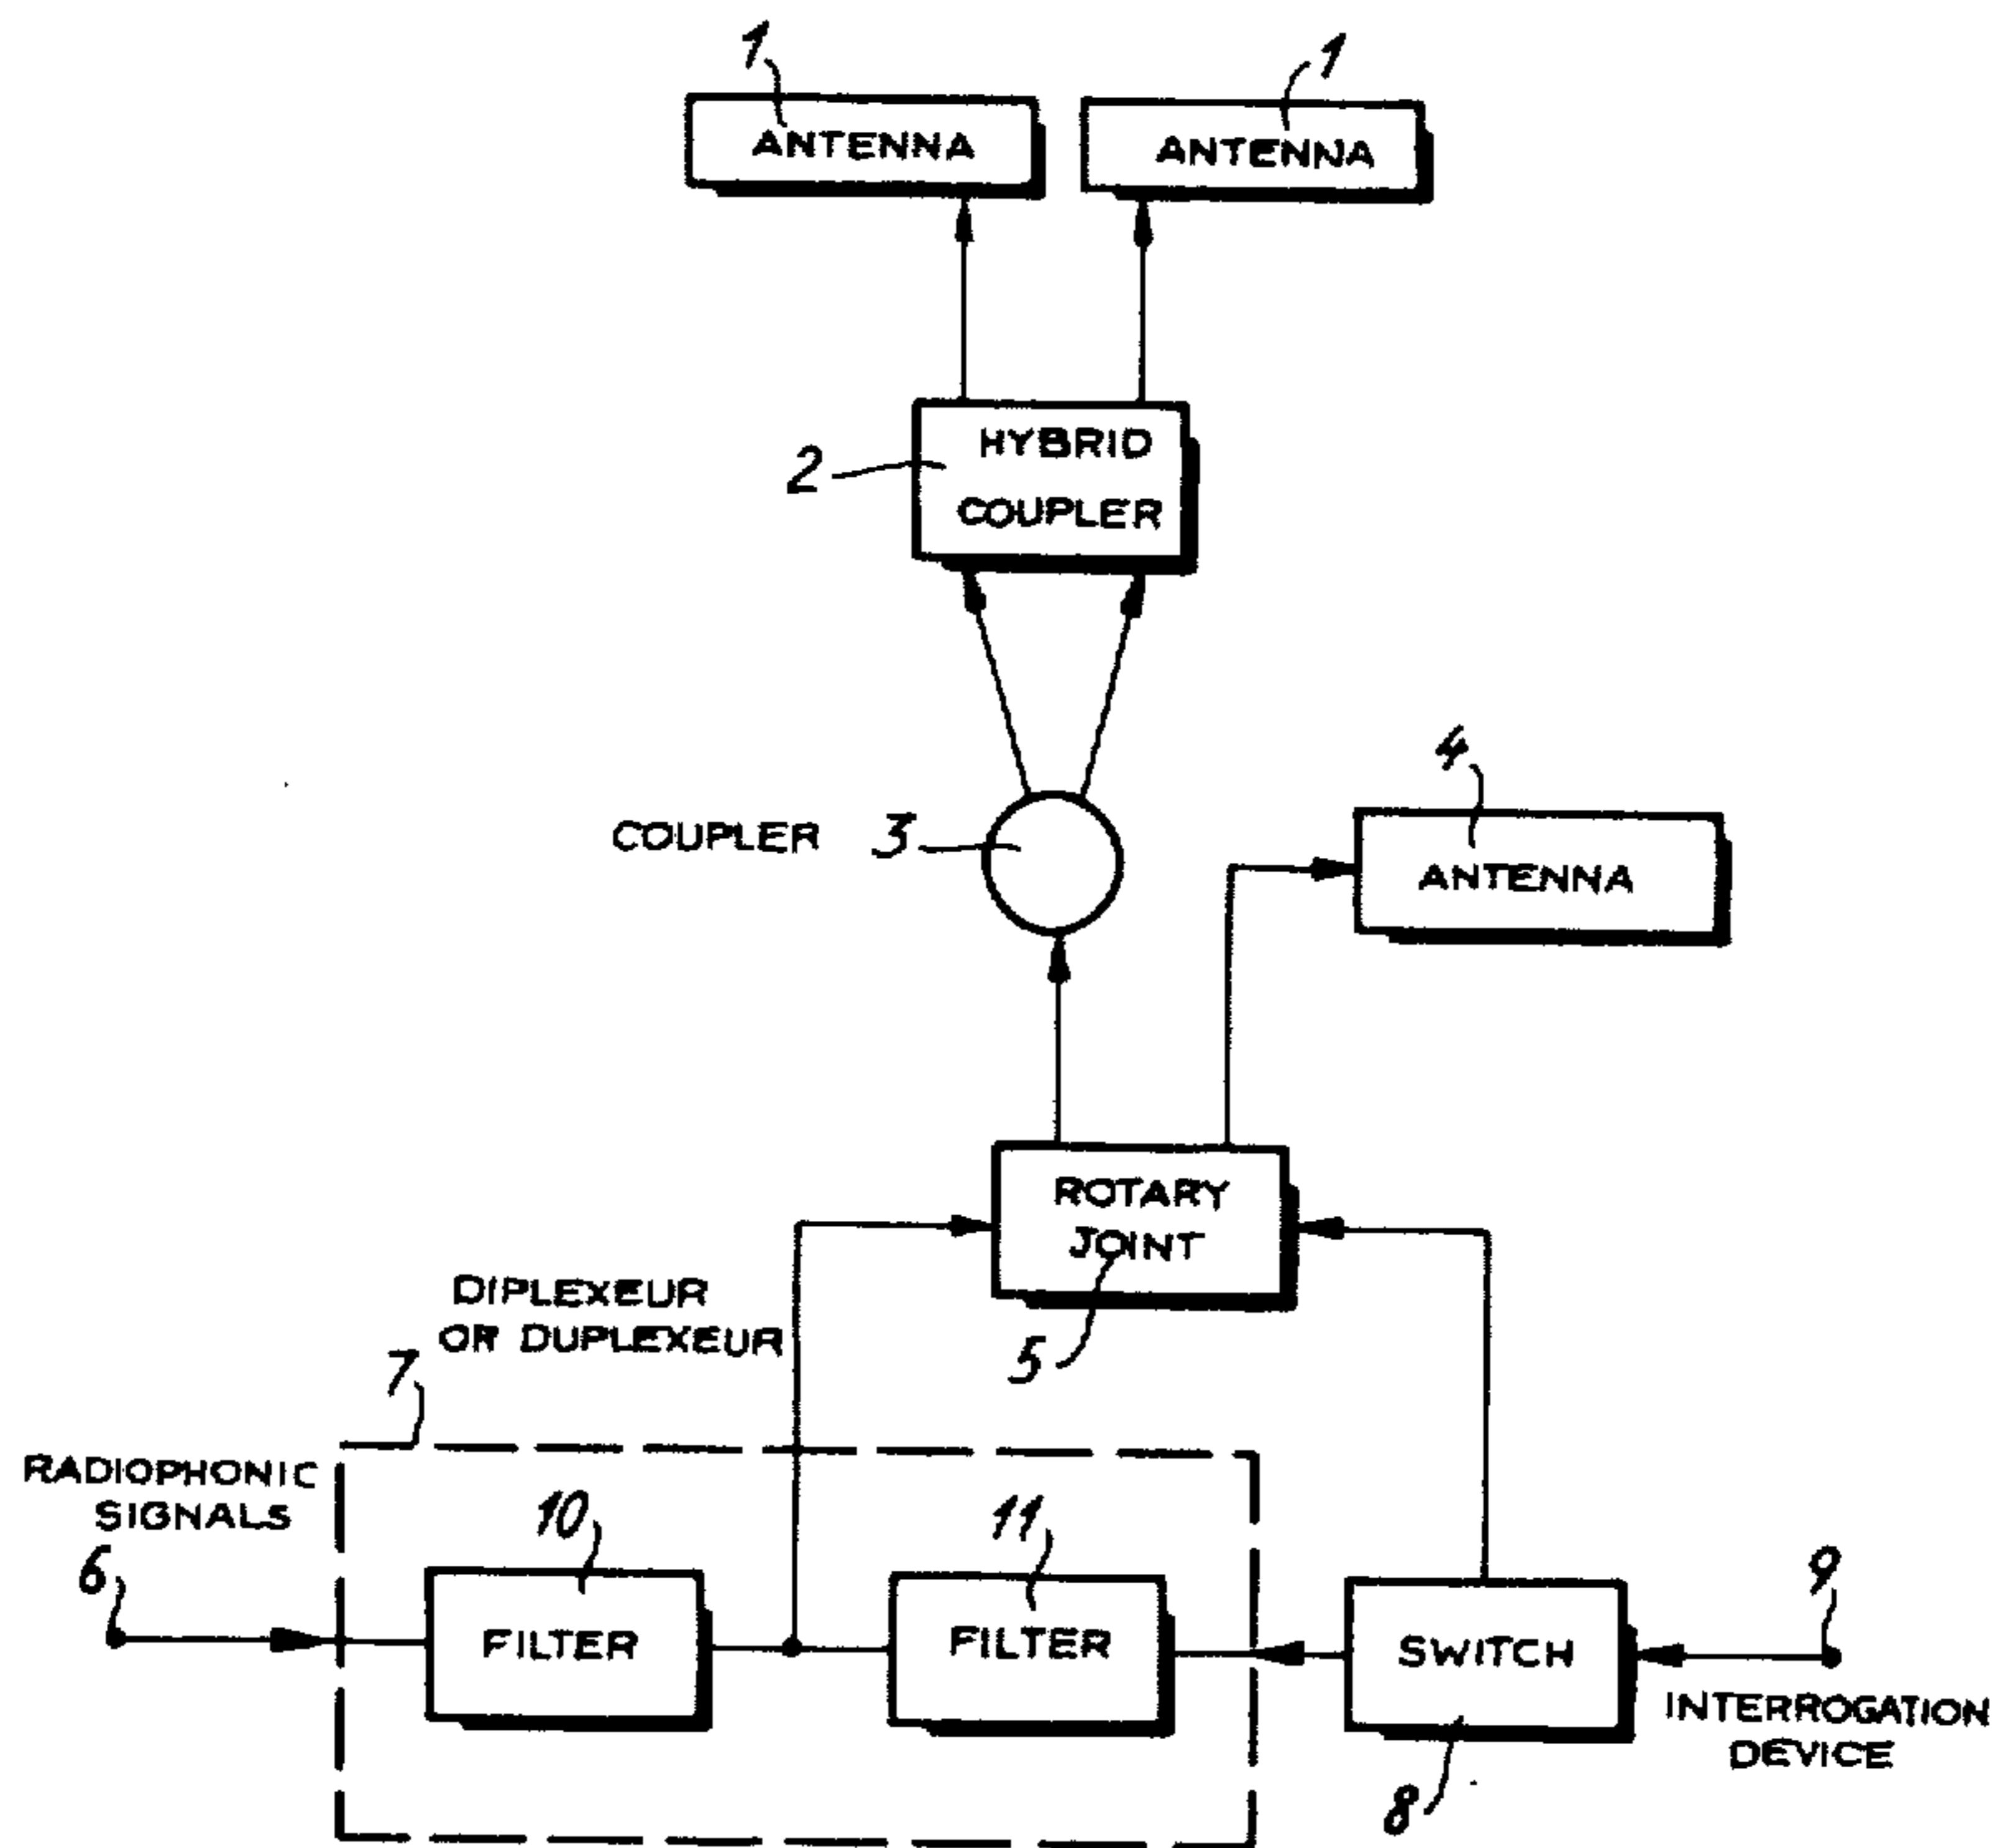 1
1
ANTENNA
ANTENNA
2
HYBRID
COUPLER
COUPLER
3
4
ANTENNA
ROTARY
JOINT
5
DIPLEXEUR
OR DUPLEXEUR
7
RADIOPHONIC
SIGNALS
6
10
FILTER
11
FILTER
SWITCH
8
9
INTERROGATION
DEVICE